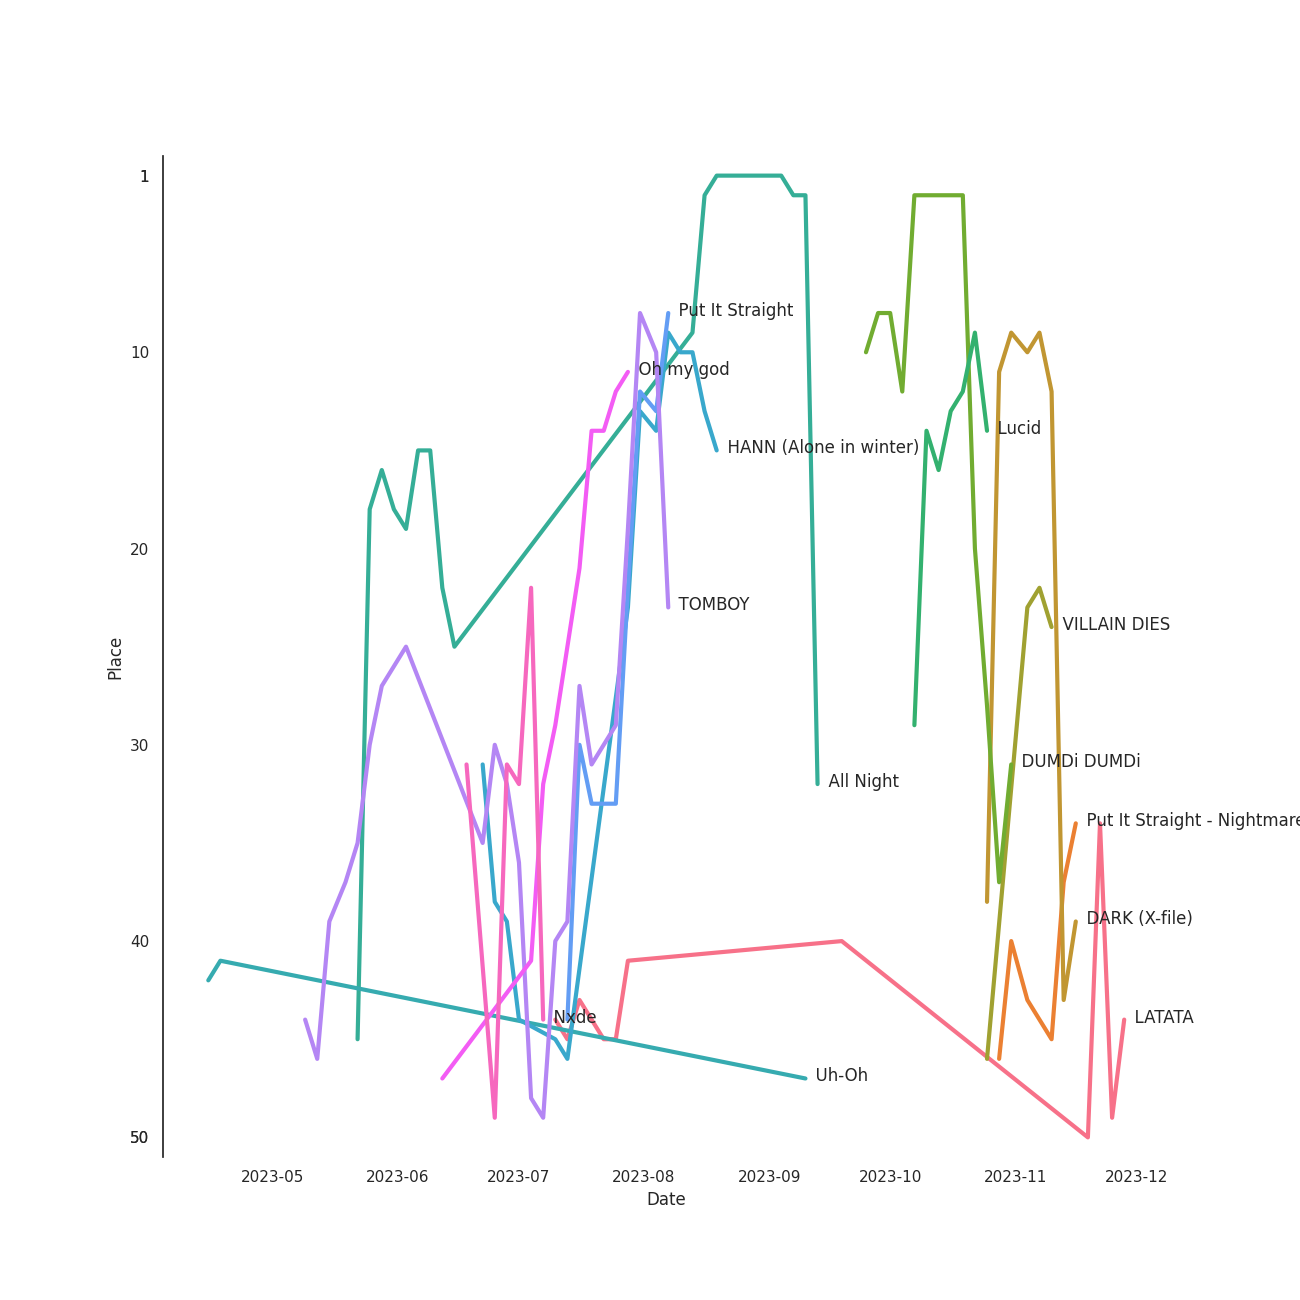 1
Put It Straight
10
Oh my god
Lucid
HANN (Alone in winter)
20
TOMBOY
VILLAIN DIES
Place
30
DUMDi DUMDi
All Night
Put It Straight - Nightmare
DARK (X-file)
40
Nxde
LATATA
Uh-Oh
50
2023-05 2023-06 2023-07 2023-08 2023-09 2023-10 2023-11 2023-12
Date